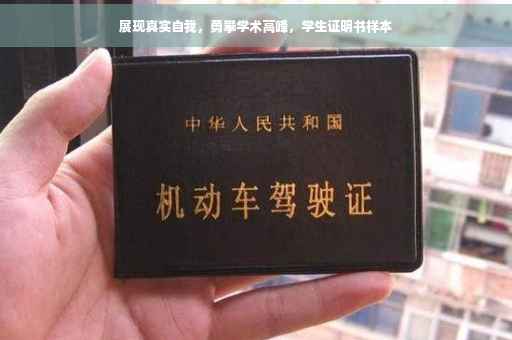 展现真实自我，勇攀学术高峰，学生证明书样本
中华人民共和国
机动车驾驶证